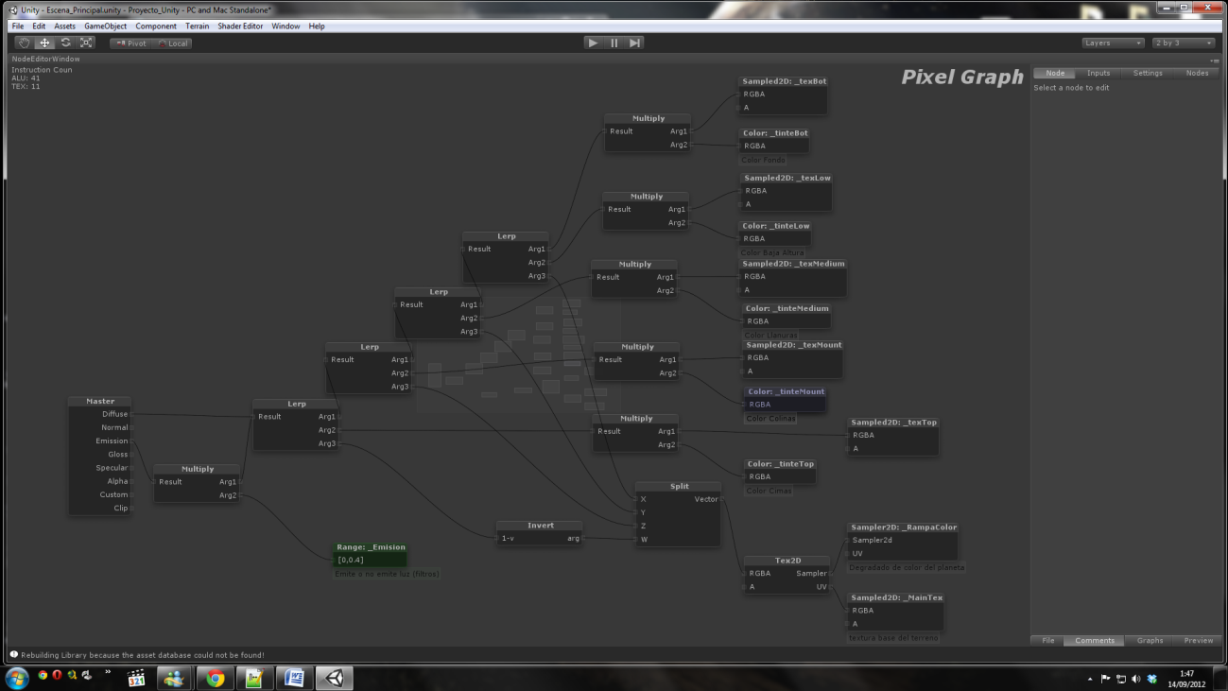 Unity - Escena_Principal.unity - Proyecto_Unity - PC and Mac Standalone*
File Edit Assets GameObject Component Terrain Shader Editor Window Help
Pivot Local Layers 2 by 3
NodeEditorWindow
Instruction Coun
ALU: 41
TEX: 11
Pixel Graph
Node Inputs Settings Nodes
Select a node to edit
Sampled2D: _texBot
RGBA
A
Multiply
Result Arg1
Arg2
Color: _tinteBot
RGBA
Color Fondo
Sampled2D: _texLow
RGBA
A
Multiply
Result Arg1
Arg2
Color: _tinteLow
RGBA
Color Baja Altura
Lerp
Result Arg1
Arg2
Arg3
Multiply
Result Arg1
Arg2
Sampled2D: _texMedium
RGBA
A
Lerp
Result Arg1
Arg2
Arg3
Color: _tinteMedium
RGBA
Color Llanuras
Lerp
Result Arg1
Arg2
Arg3
Multiply
Result Arg1
Arg2
Sampled2D: _texMount
RGBA
A
Color: _tinteMount
RGBA
Color Colinas
Master
Diffuse
Normal
Emission
Gloss
Specular
Alpha
Custom
Clip
Lerp
Result Arg1
Arg2
Arg3
Multiply
Result Arg1
Arg2
Sampled2D: _texTop
RGBA
A
Multiply
Result Arg1
Arg2
Color: _tinteTop
RGBA
Color Cimas
Split
X Vector
Y
Z
W
Invert
1-v arg
Range: _Emision
[0,0.4]
Emite o no emite luz (filtros)
Sampler2D: _RampaColor
Sampler2d
UV
Degradado de color del planeta
Tex2D
RGBA Sampler
A UV
Sampled2D: _MainTex
RGBA
A
textura base del terreno
File Comments Graphs Preview
Rebuilding Library because the asset database could not be found!
321
1:47
14/09/2012